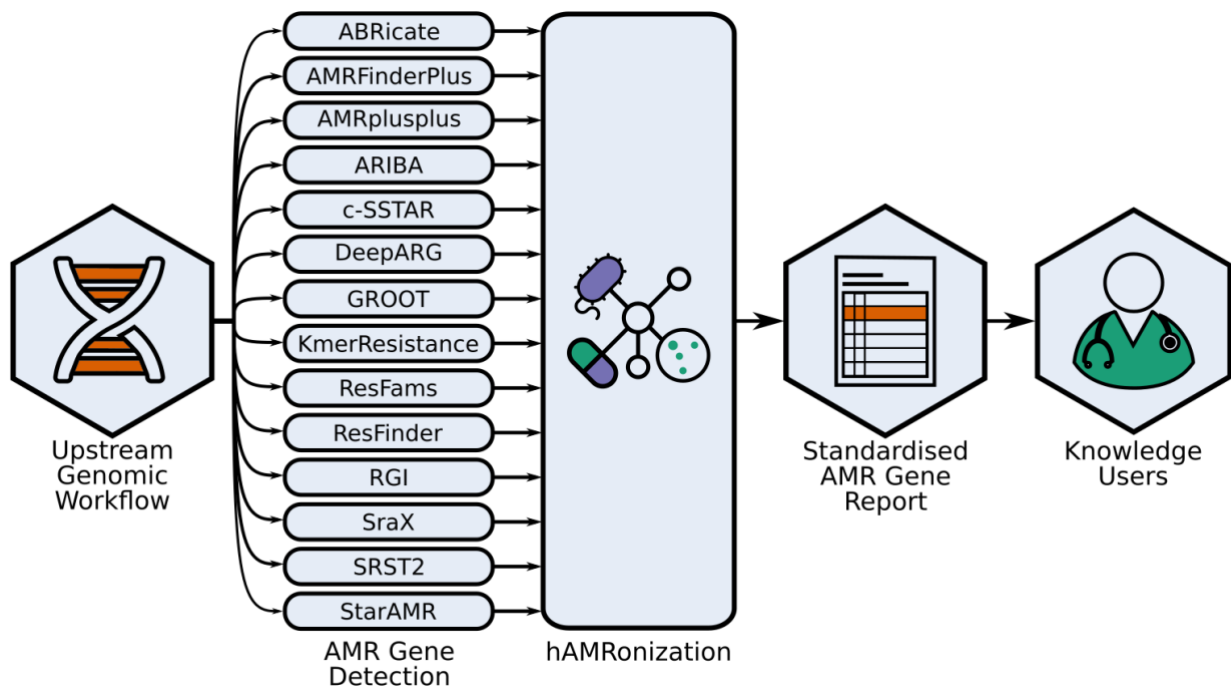 ABRicate
AMRFinderPlus
AMRplusplus
ARIBA
c-SSTAR
DeepARG
GROOT
KmerResistance
ResFams
ResFinder
RGI
SraX
SRST2
StarAMR
Upstream
Genomic
Workflow
AMR Gene
Detection
hAMRonization
Standardised
AMR Gene
Report
Knowledge
Users